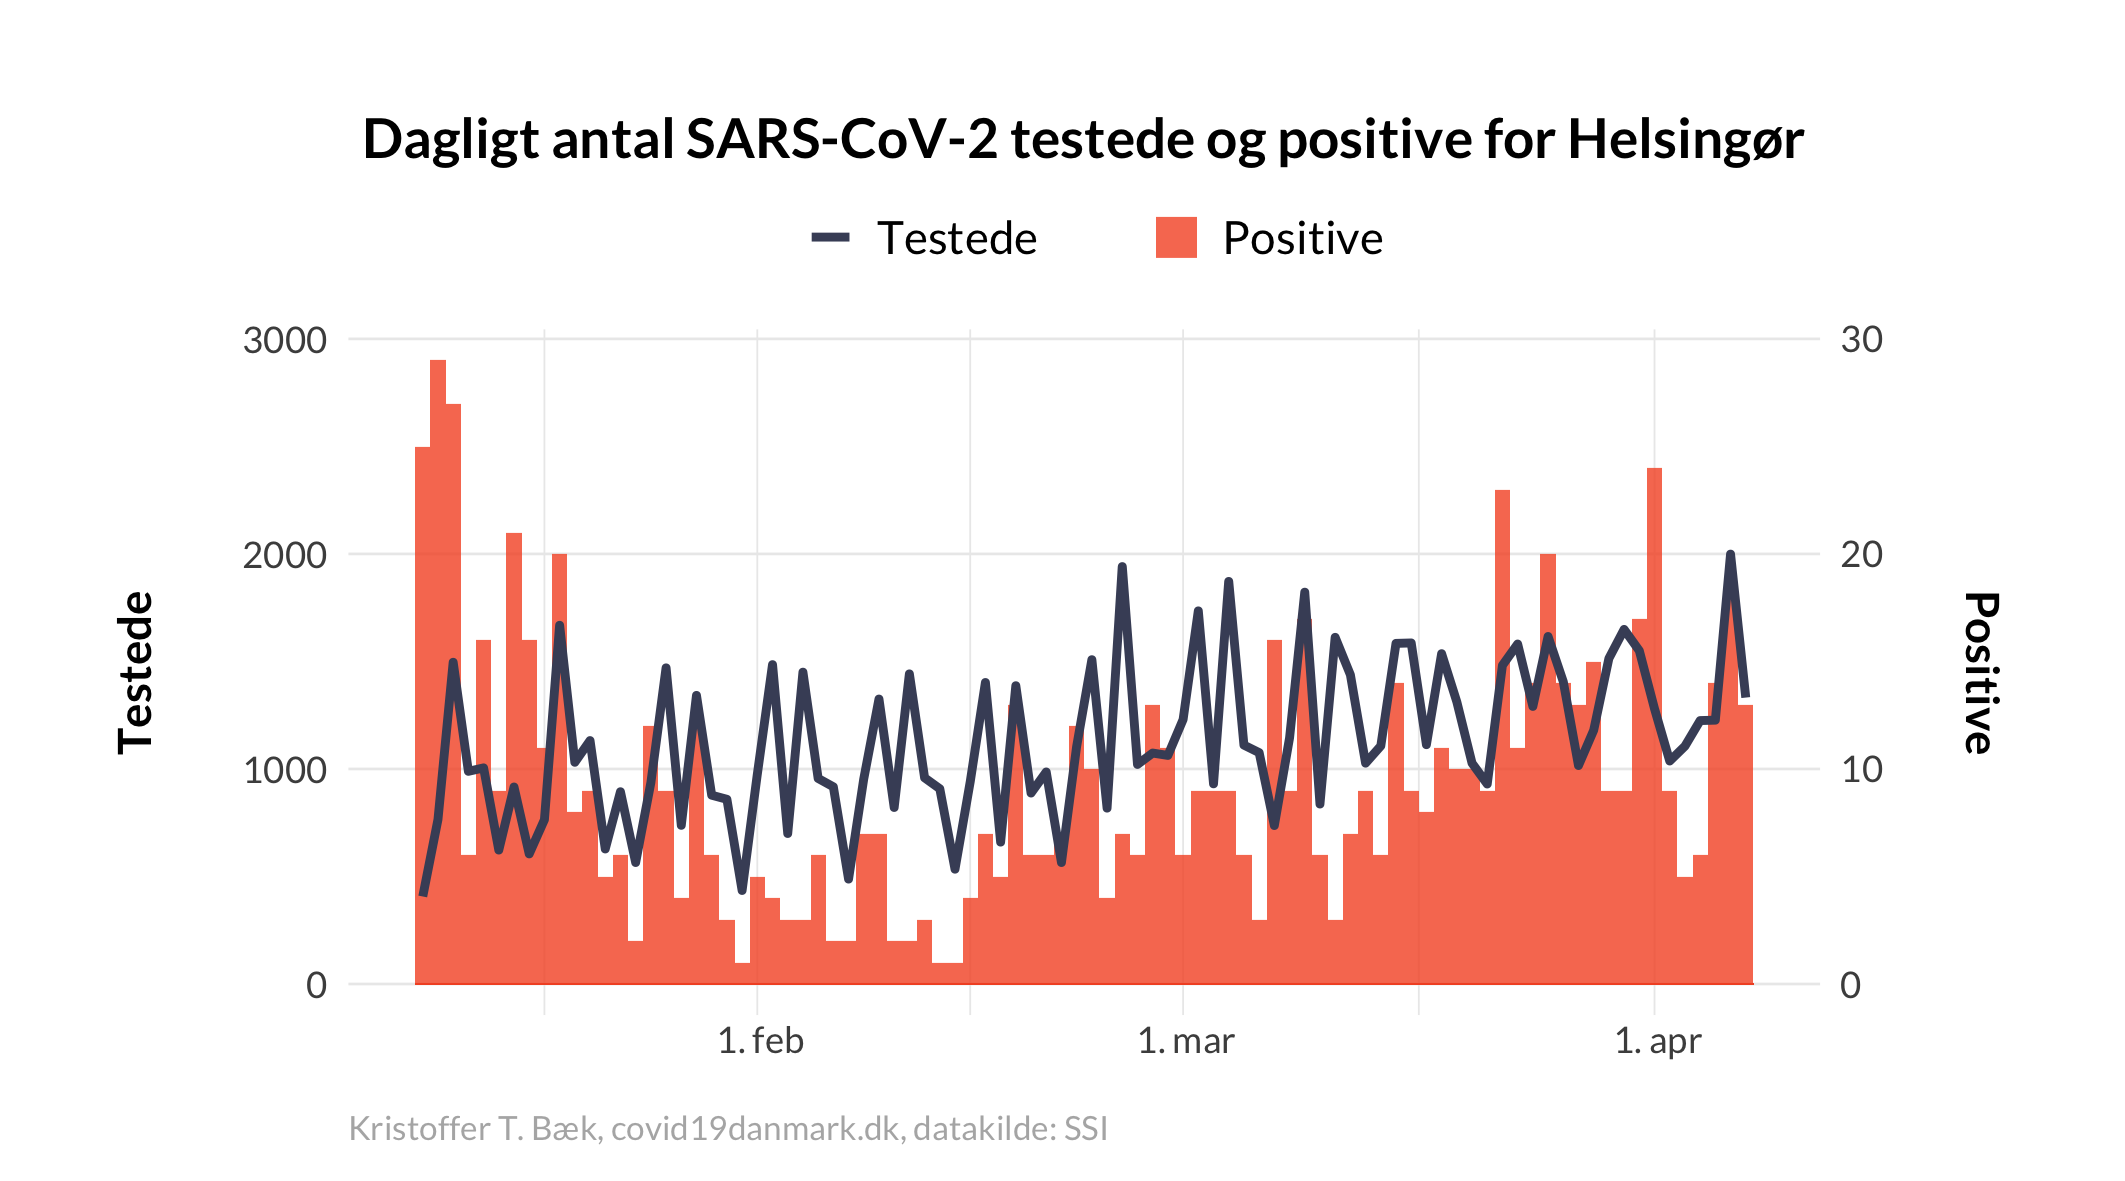 Dagligt antal SARS-CoV-2 testede og positive for Helsingør
Testede
Positive
3000
2000
1000
0
30
20
10
0
Testede
Positive
1. feb
1. mar
1. apr
Kristoffer T. Bæk, covid19danmark.dk, datakilde: SSI